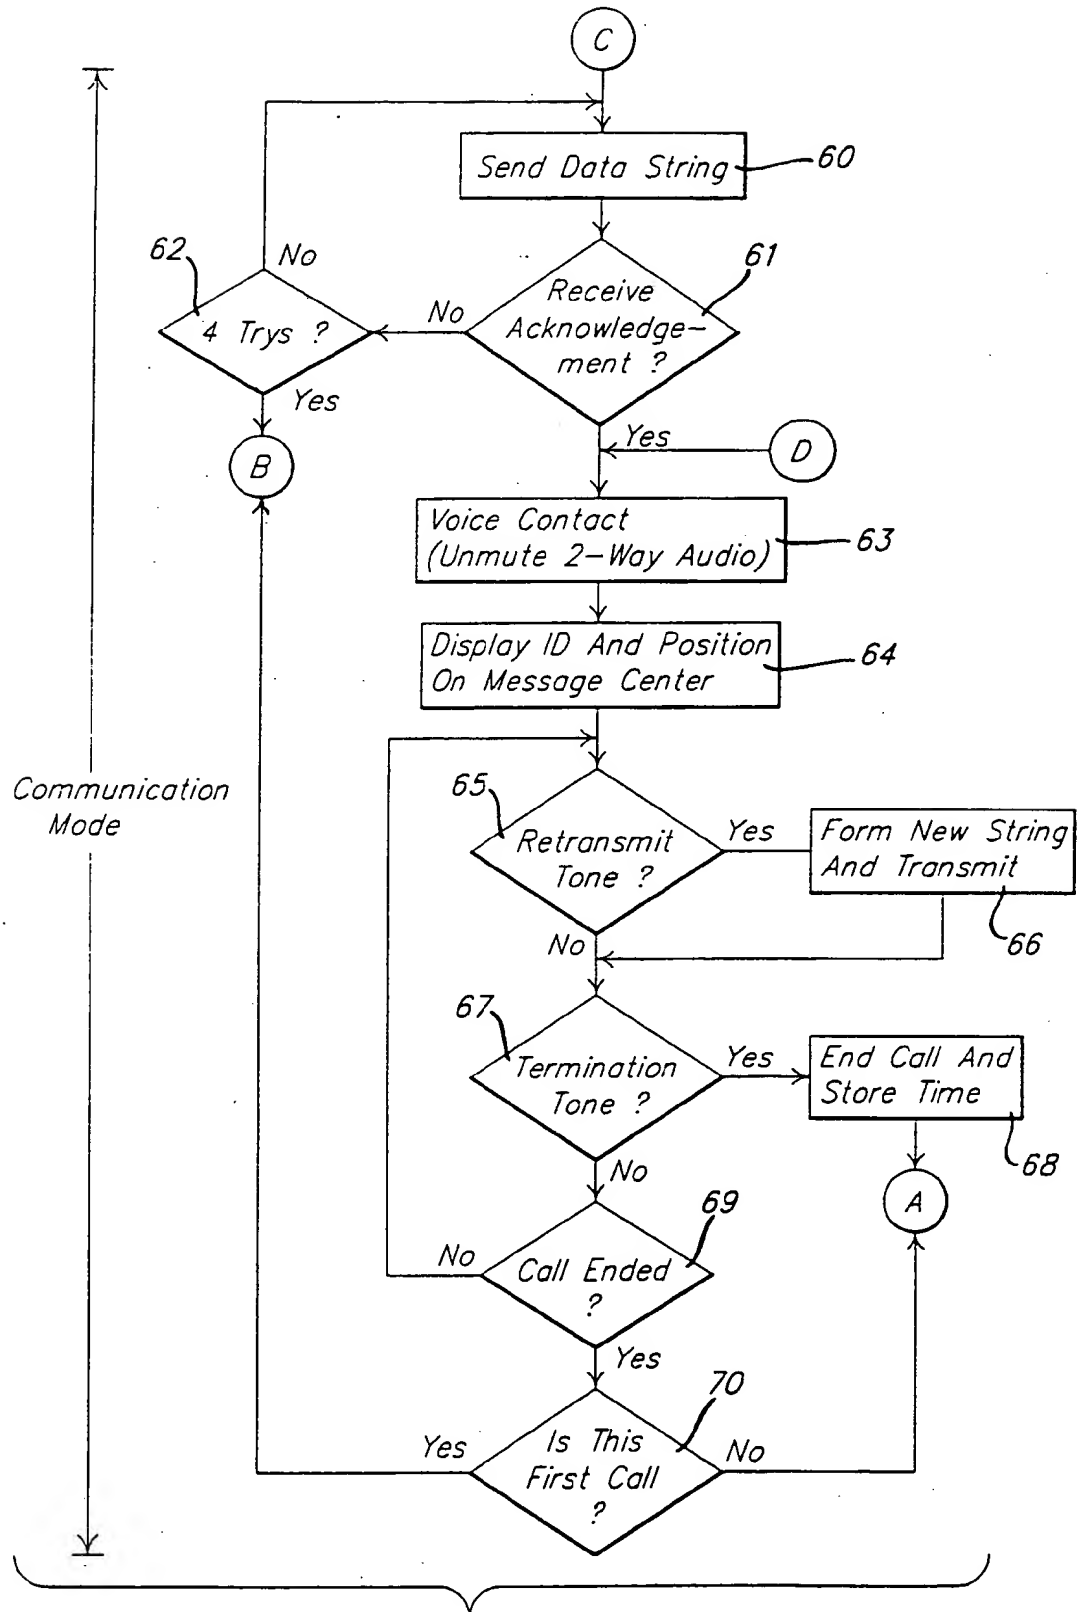 C
Send Data String
60
62
No
61
Receive
Acknowledge-
ment ?
No
4 Trys ?
Yes
Yes
D
B
Voice Contact
(Unmute 2-Way Audio)
63
Display ID And Position
On Message Center
64
Communication
Mode
65
Retransmit
Tone ?
Yes
Form New String
And Transmit
66
No
67
Termination
Tone ?
Yes
End Call And
Store Time
68
No
A
69
No
Call Ended
?
Yes
70
Yes
Is This
First Call
?
No